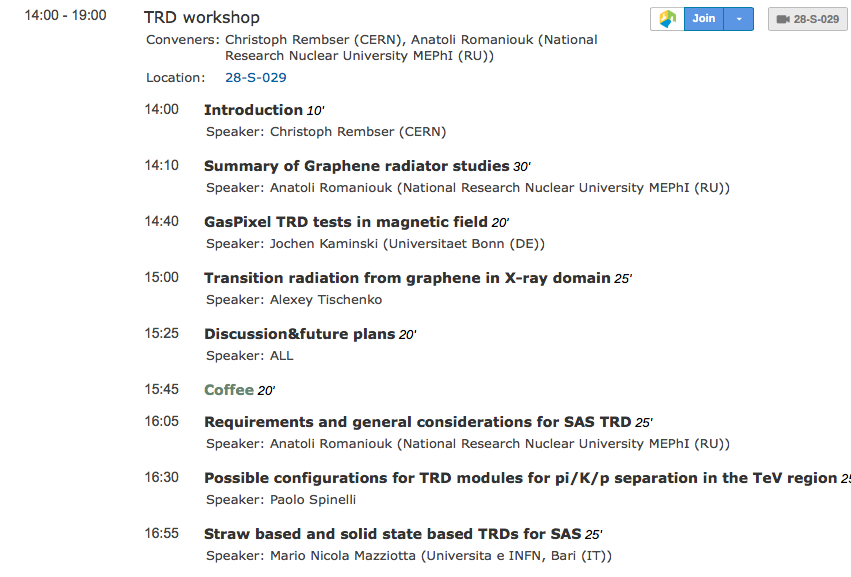 14:00 - 19:00 TRD workshop Join 28-S-029
Conveners: Christoph Rembser (CERN), Anatoli Romaniouk (National
Research Nuclear University MEPhI (RU))
Location: 28-S-029
14:00 Introduction 10'
Speaker: Christoph Rembser (CERN)
14:10 Summary of Graphene radiator studies 30'
Speaker: Anatoli Romaniouk (National Research Nuclear University MEPhI (RU))
14:40 GasPixel TRD tests in magnetic field 20'
Speaker: Jochen Kaminski (Universitaet Bonn (DE))
15:00 Transition radiation from graphene in X-ray domain 25'
Speaker: Alexey Tischenko
15:25 Discussion&future plans 20'
Speaker: ALL
15:45 Coffee 20'
16:05 Requirements and general considerations for SAS TRD 25'
Speaker: Anatoli Romaniouk (National Research Nuclear University MEPhI (RU))
16:30 Possible configurations for TRD modules for pi/K/p separation in the TeV region
Speaker: Paolo Spinelli
16:55 Straw based and solid state based TRDs for SAS 25'
Speaker: Mario Nicola Mazziotta (Universita e INFN, Bari (IT))